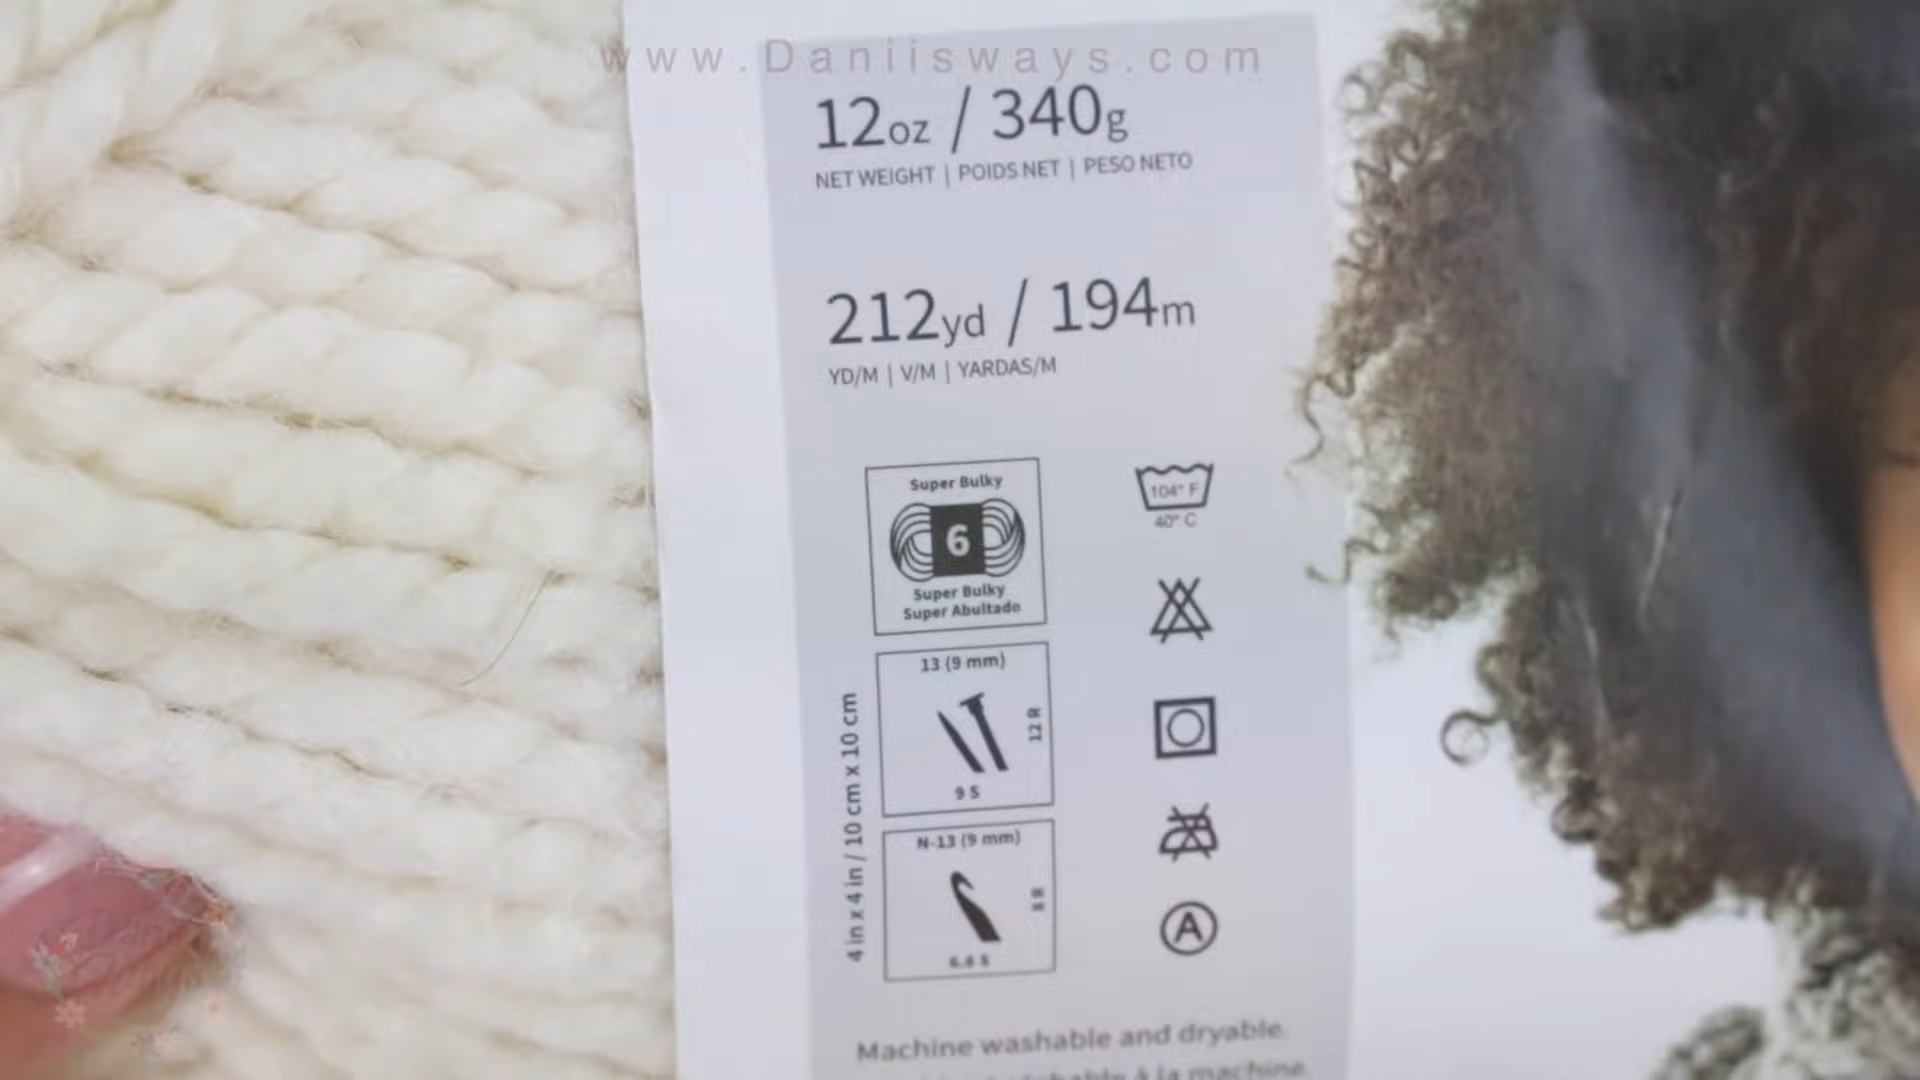 www.Daniisways.com
12oz / 340g
NET WEIGHT | POIDS NET | PESO NETO
212yd / 194m
YD/M | V/M | YARDAS/M
Super Bulky
6
Super Bulky
Super Abultado
13 (9 mm)
12 R
9 S
4 in x 4 in / 10 cm x 10 cm
N-13 (9 mm)
8 R
104° F
40° C
A
Machine washable and dryable.
à la machine.